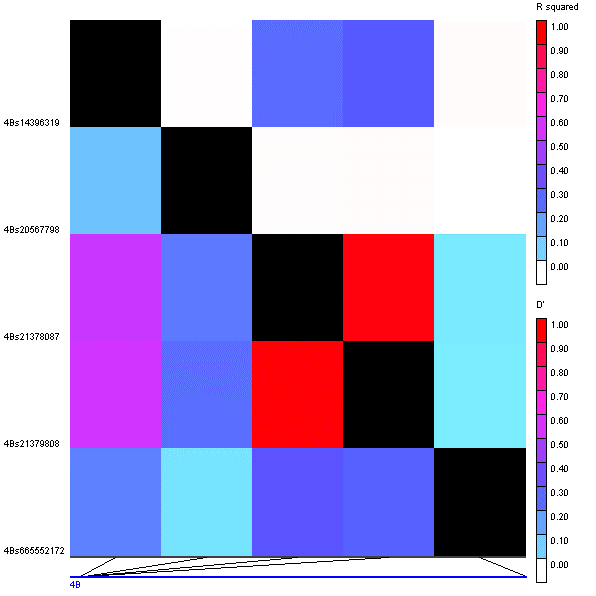 R squared
1.00
0.90
0.80
0.70
0.60
0.50
0.40
0.30
0.20
0.10
0.00
4Bs14396319
4Bs20567798
4Bs21378087
4Bs21379808
4Bs665552172
D'
1.00
0.90
0.80
0.70
0.60
0.50
0.40
0.30
0.20
0.10
0.00
4B